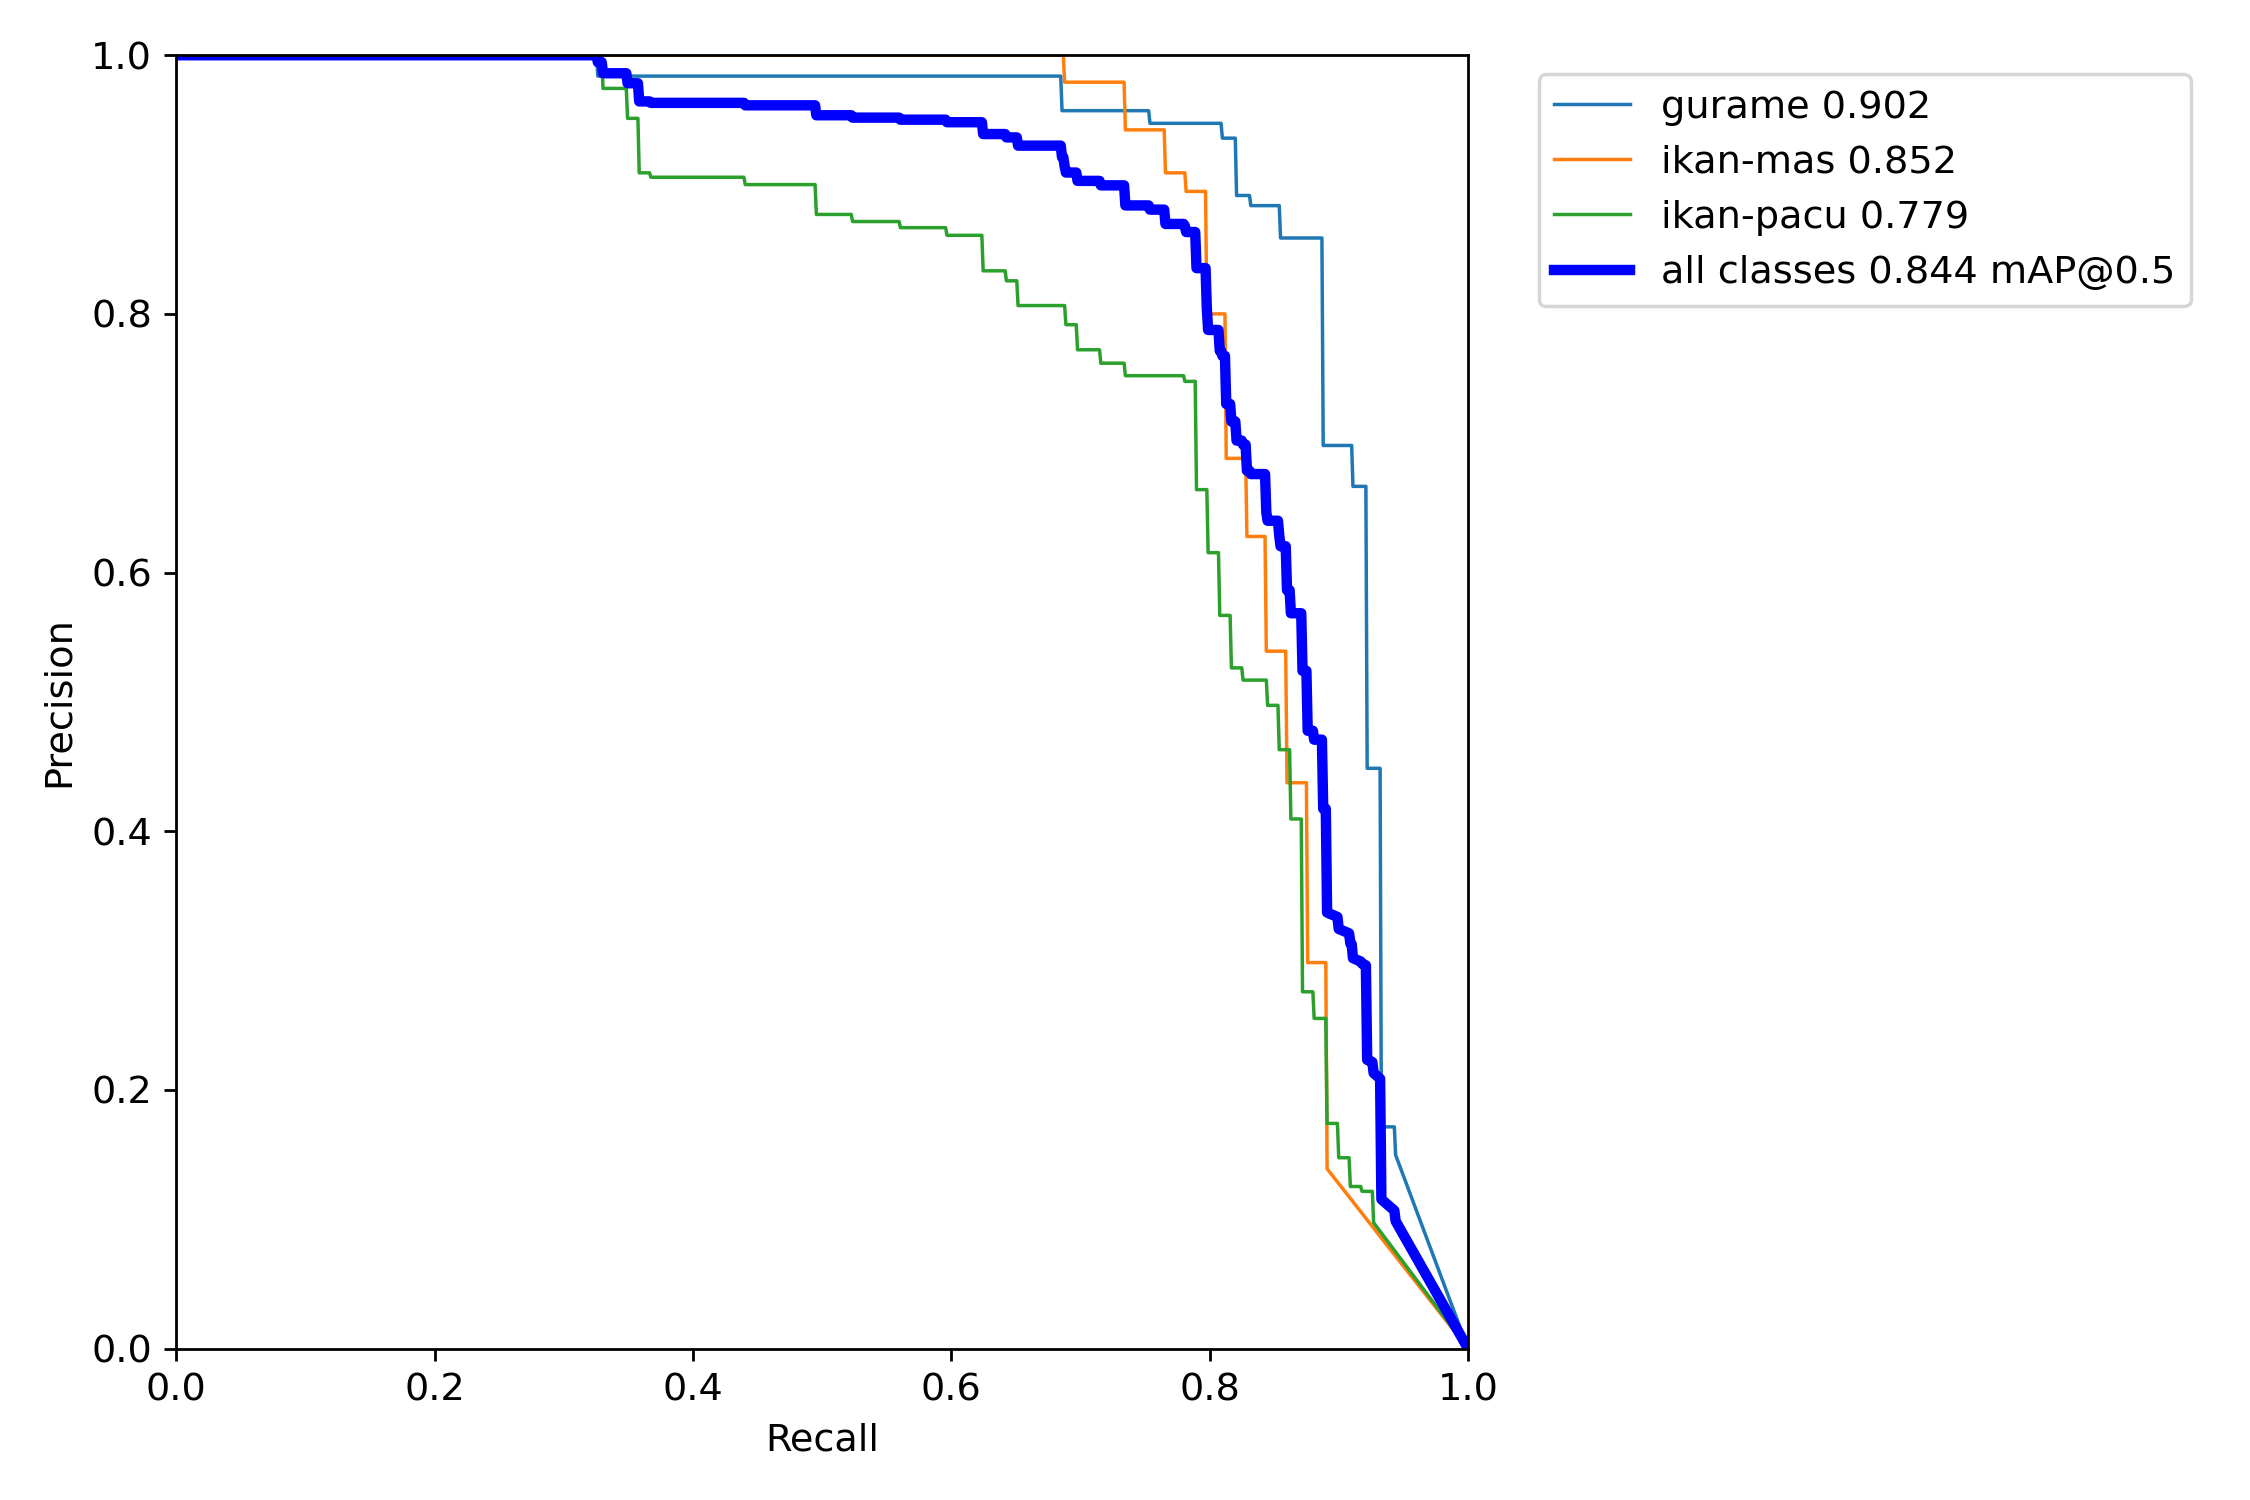 1.0
0.8
0.6
0.4
0.2
0.0
Precision
0.0 0.2 0.4 0.6 0.8 1.0
Recall
gurame 0.902
ikan-mas 0.852
ikan-pacu 0.779
all classes 0.844 mAP@0.5